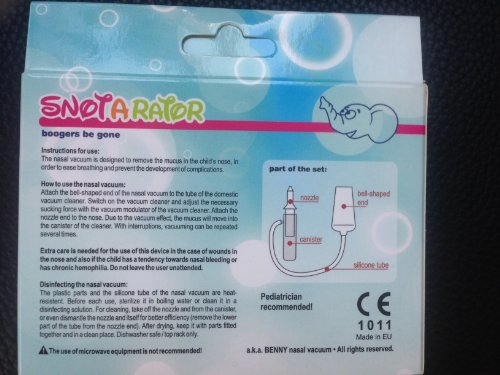 SNOTARATOR
boogers be gone
Instructions for use:
The nasal vacuum is designed to remove the mucus in the child's nose, in
order to ease breathing and prevent the development of complications.
How to use the nasal vacuum:
Attach the bell-shaped end of the nasal vacuum to the tube of the domestic
vacuum cleaner. Switch on the vacuum cleaner and adjust the necessary
sucking force with the vacuum modulator of the vacuum cleaner. Attach the
nozzle end to the nose. Due to the vacuum effect, the mucus will move into
the canister of the cleaner. With interruptions, vacuuming can be repeated
several times.
Extra care is needed for the use of this device in the case of wounds in
the nose and also if the child has a tendency towards nasal bleeding or
has chronic hemophilia. Do not leave the user unattended.
Disinfecting the nasal vacuum:
The plastic parts and the silicone tube of the nasal vacuum are heat-
resistent. Before each use, sterilize it in boiling water or clean it in a
disinfecting solution. For cleaning, take off the nozzle and from the canister,
or even dismantle the nozzle and itself for better efficiency (remove the lower
part of the tube from the nozzle end). After drying, keep it with parts fitted
together and in a clean place. Dishwasher safe / top rack only.
The use of microwave equipment is not recommended!
part of the set:
nozzle
bell-shaped
end
canister
silicone tube
Pediatrician
recommended!
CE
1011
Made in EU
a.k.a. BENNY nasal vacuum • All rights reserved.